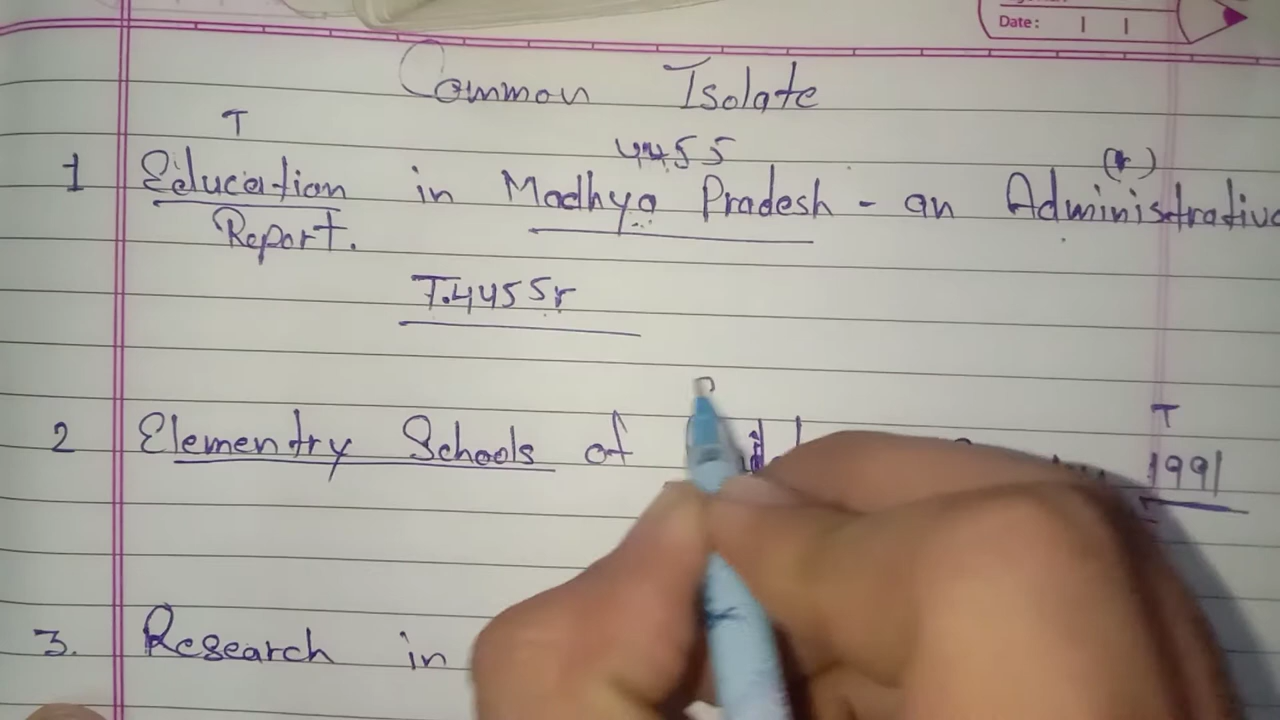 Date:
Common Isolate
T 4455 (r)
1 Education in Madhya Pradesh - an Administrative
Report.
T.4455r
T
2 Elementry Schools of 1991
3. Research in